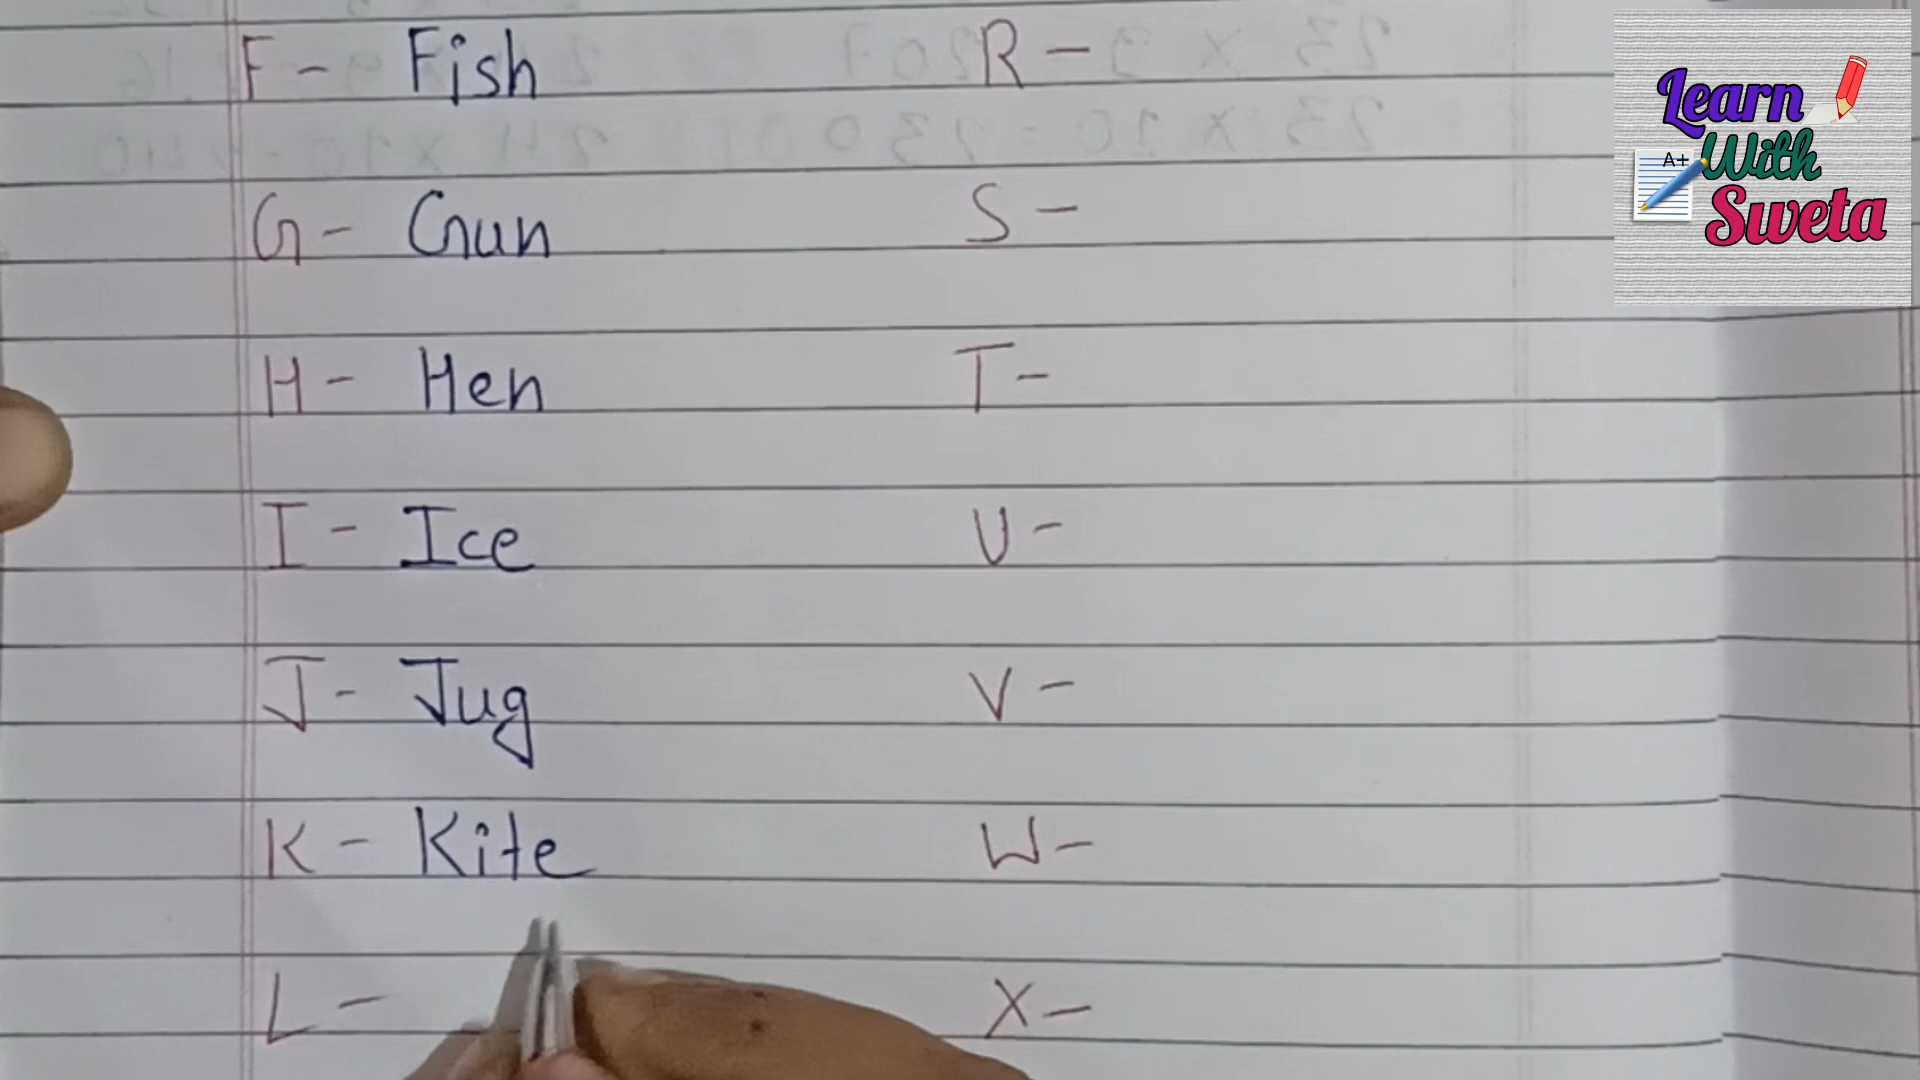 F - Fish
G - Gun
H - Hen
I - Ice
J - Jug
K - Kite
L -
R -
S -
T -
U -
V -
W -
X -
Learn
With
A+
Sweta